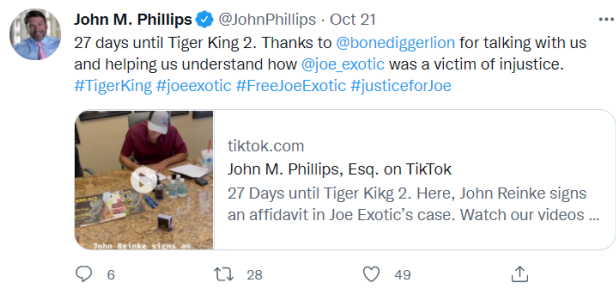 John M. Phillips @JohnPhillips · Oct 21
27 days until Tiger King 2. Thanks to @bonediggerlion for talking with us
and helping us understand how @joe_exotic was a victim of injustice.
#TigerKing #joeexotic #FreeJoeExotic #justiceforJoe
tiktok.com
John M. Phillips, Esq. on TikTok
27 Days until Tiger Kikg 2. Here, John Reinke signs
an affidavit in Joe Exotic's case. Watch our videos ...
John Reinke signs an
6 28 49